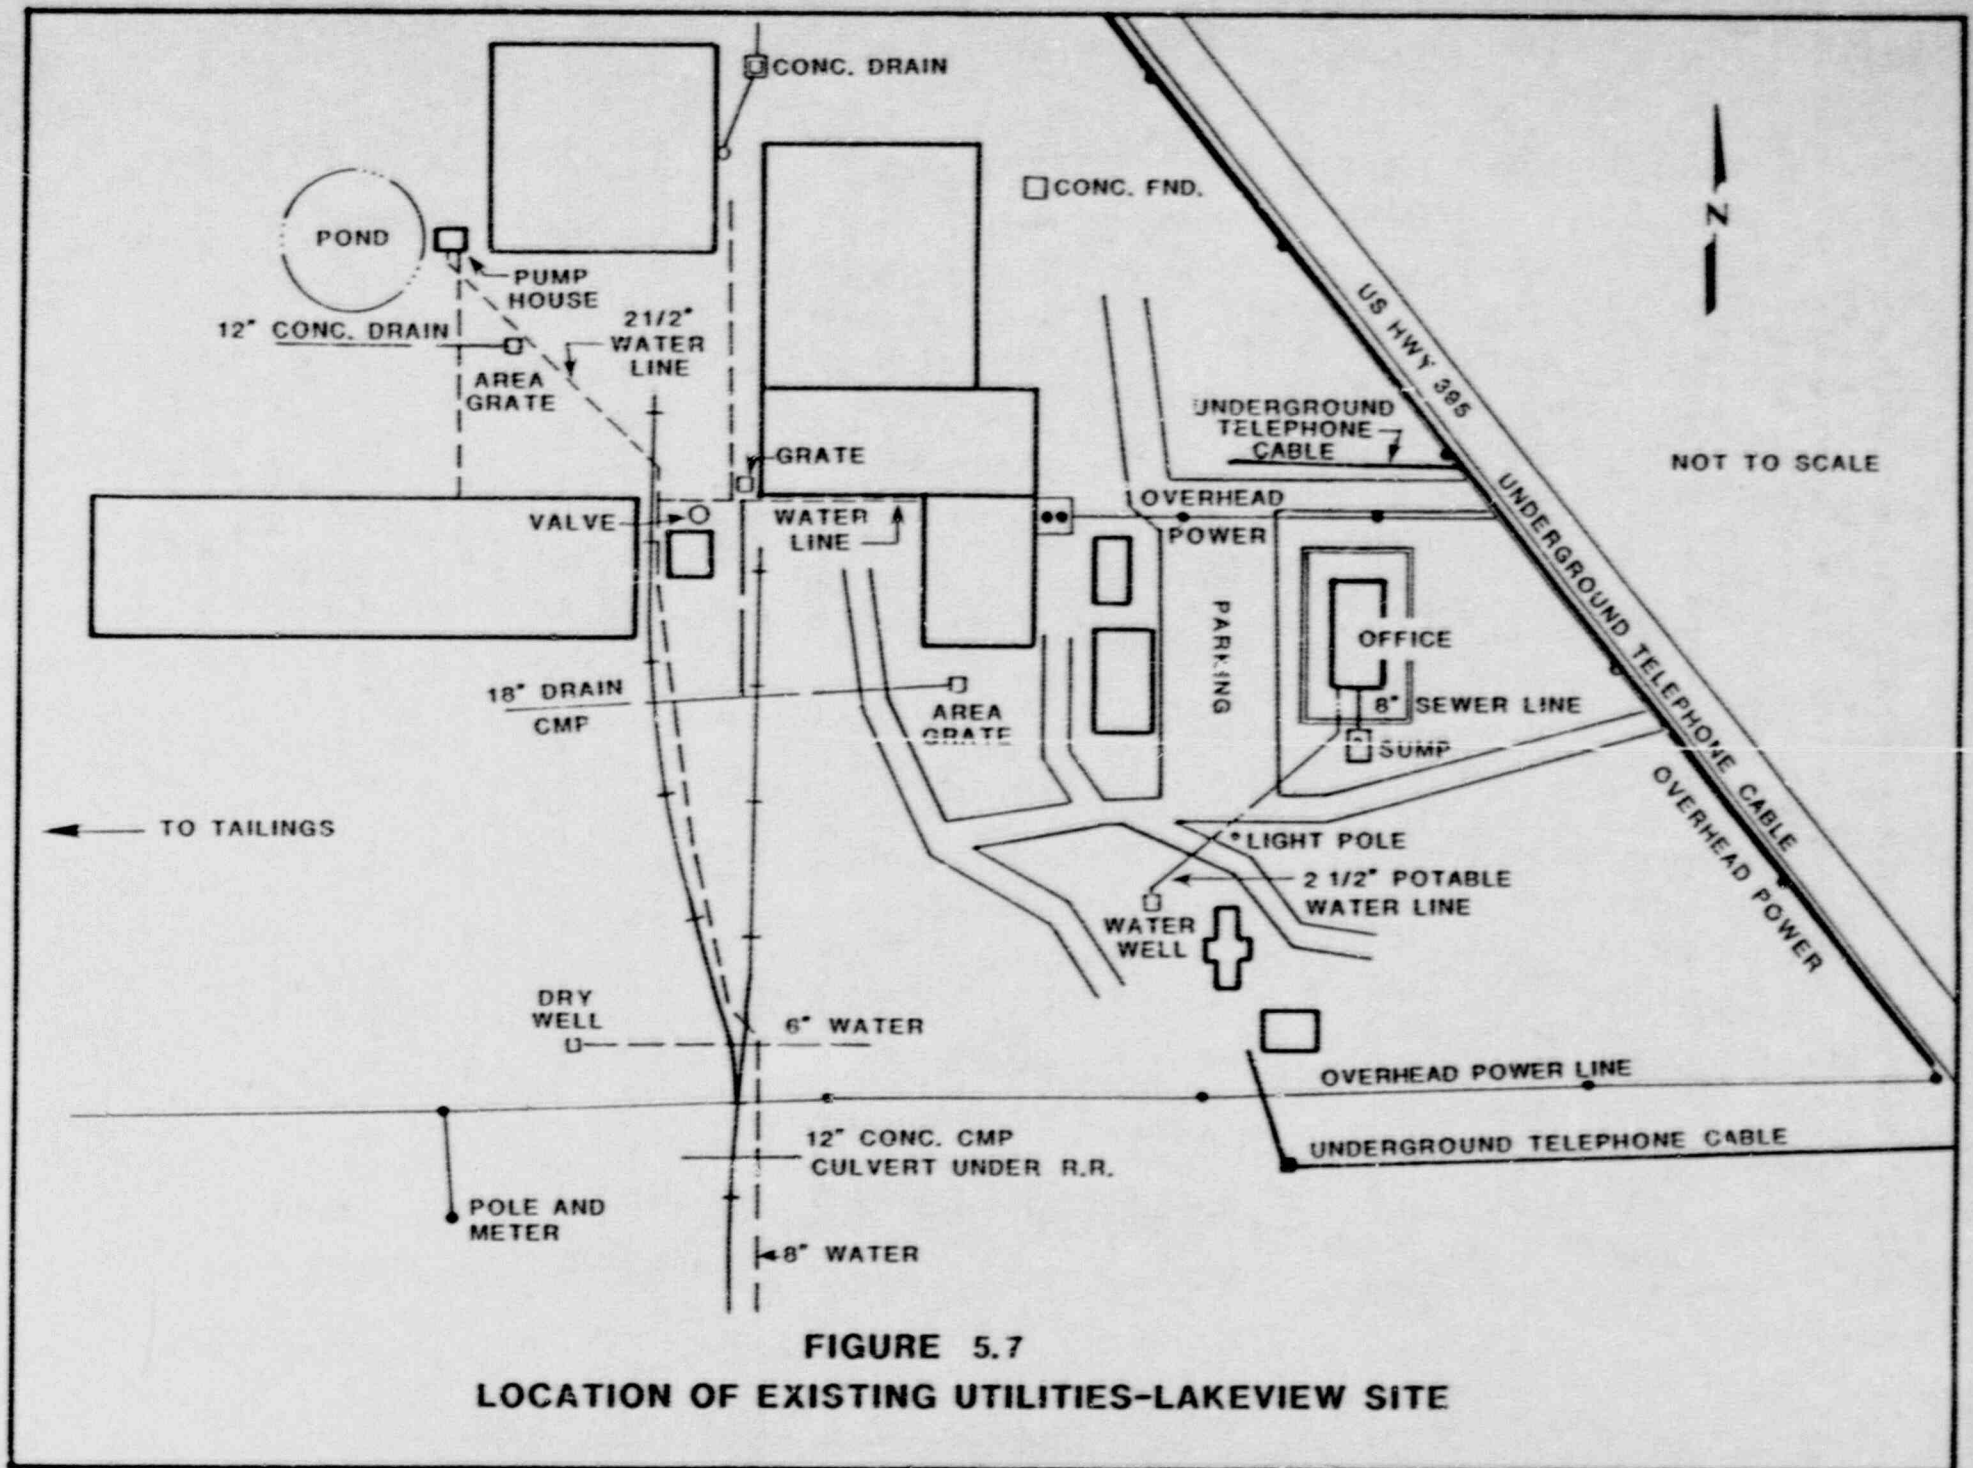 CONC. DRAIN
CONC. FND.
N
POND
PUMP
HOUSE
12" CONC. DRAIN
21/2"
WATER
LINE
AREA
GRATE
US HWY 395
UNDERGROUND
TELEPHONE
CABLE
GRATE
NOT TO SCALE
VALVE
WATER
LINE
OVERHEAD
POWER
UNDERGROUND TELEPHONE CABLE
PARKING
OFFICE
18" DRAIN
CMP
AREA
GRATE
8" SEWER LINE
SUMP
OVERHEAD POWER
TO TAILINGS
LIGHT POLE
2 1/2" POTABLE
WATER LINE
WATER
WELL
DRY
WELL
6" WATER
OVERHEAD POWER LINE
12" CONC. CMP
CULVERT UNDER R.R.
UNDERGROUND TELEPHONE CABLE
POLE AND
METER
8" WATER
FIGURE 5.7
LOCATION OF EXISTING UTILITIES-LAKEVIEW SITE